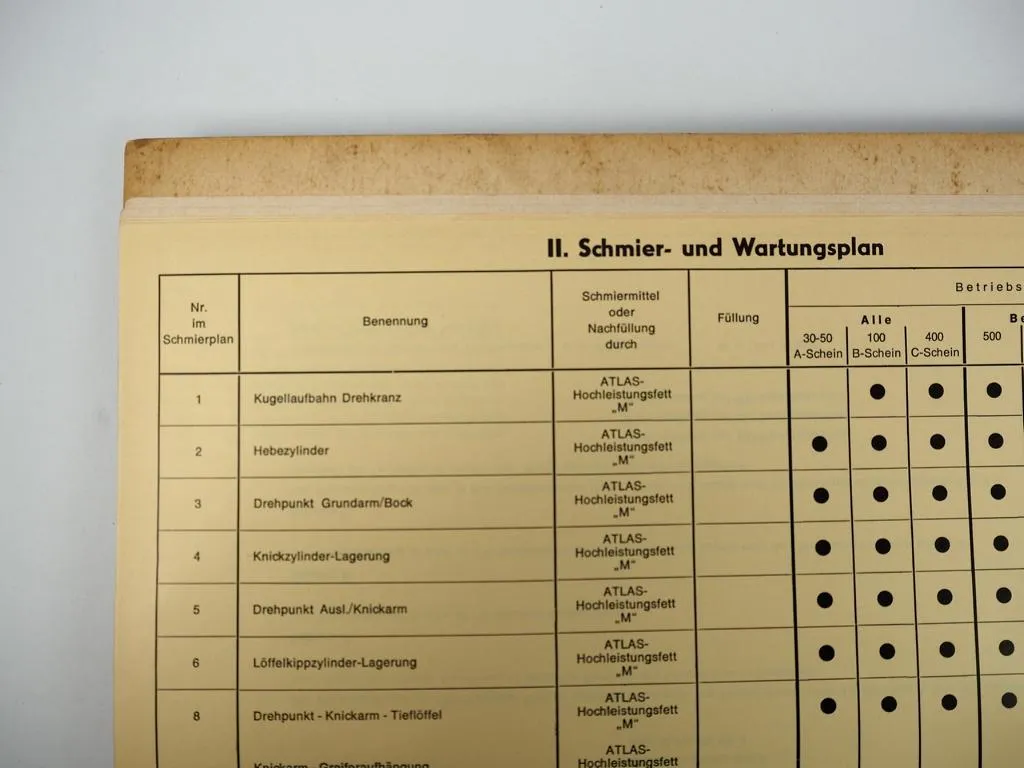 II. Schmier- und Wartungsplan
Nr.
im
Schmierplan
Benennung
Schmiermittel
oder
Nachfüllung
durch
Füllung
Betriebs
Alle
30-50
A-Schein
100
B-Schein
400
C-Schein
500
1
Kugellaufbahn Drehkranz
ATLAS-
Hochleistungsfett
„M“
2
Hebezylinder
ATLAS-
Hochleistungsfett
„M“
3
Drehpunkt Grundarm/Bock
ATLAS-
Hochleistungsfett
„M“
4
Knickzylinder-Lagerung
ATLAS-
Hochleistungsfett
„M“
5
Drehpunkt Ausl./Knickarm
ATLAS-
Hochleistungsfett
„M“
6
Löffelkippzylinder-Lagerung
ATLAS-
Hochleistungsfett
„M“
8
Drehpunkt - Knickarm - Tieflöffel
ATLAS-
Hochleistungsfett
„M“
Knickarm - Greiferaufhängung
ATLAS-
Hochleistungsfett